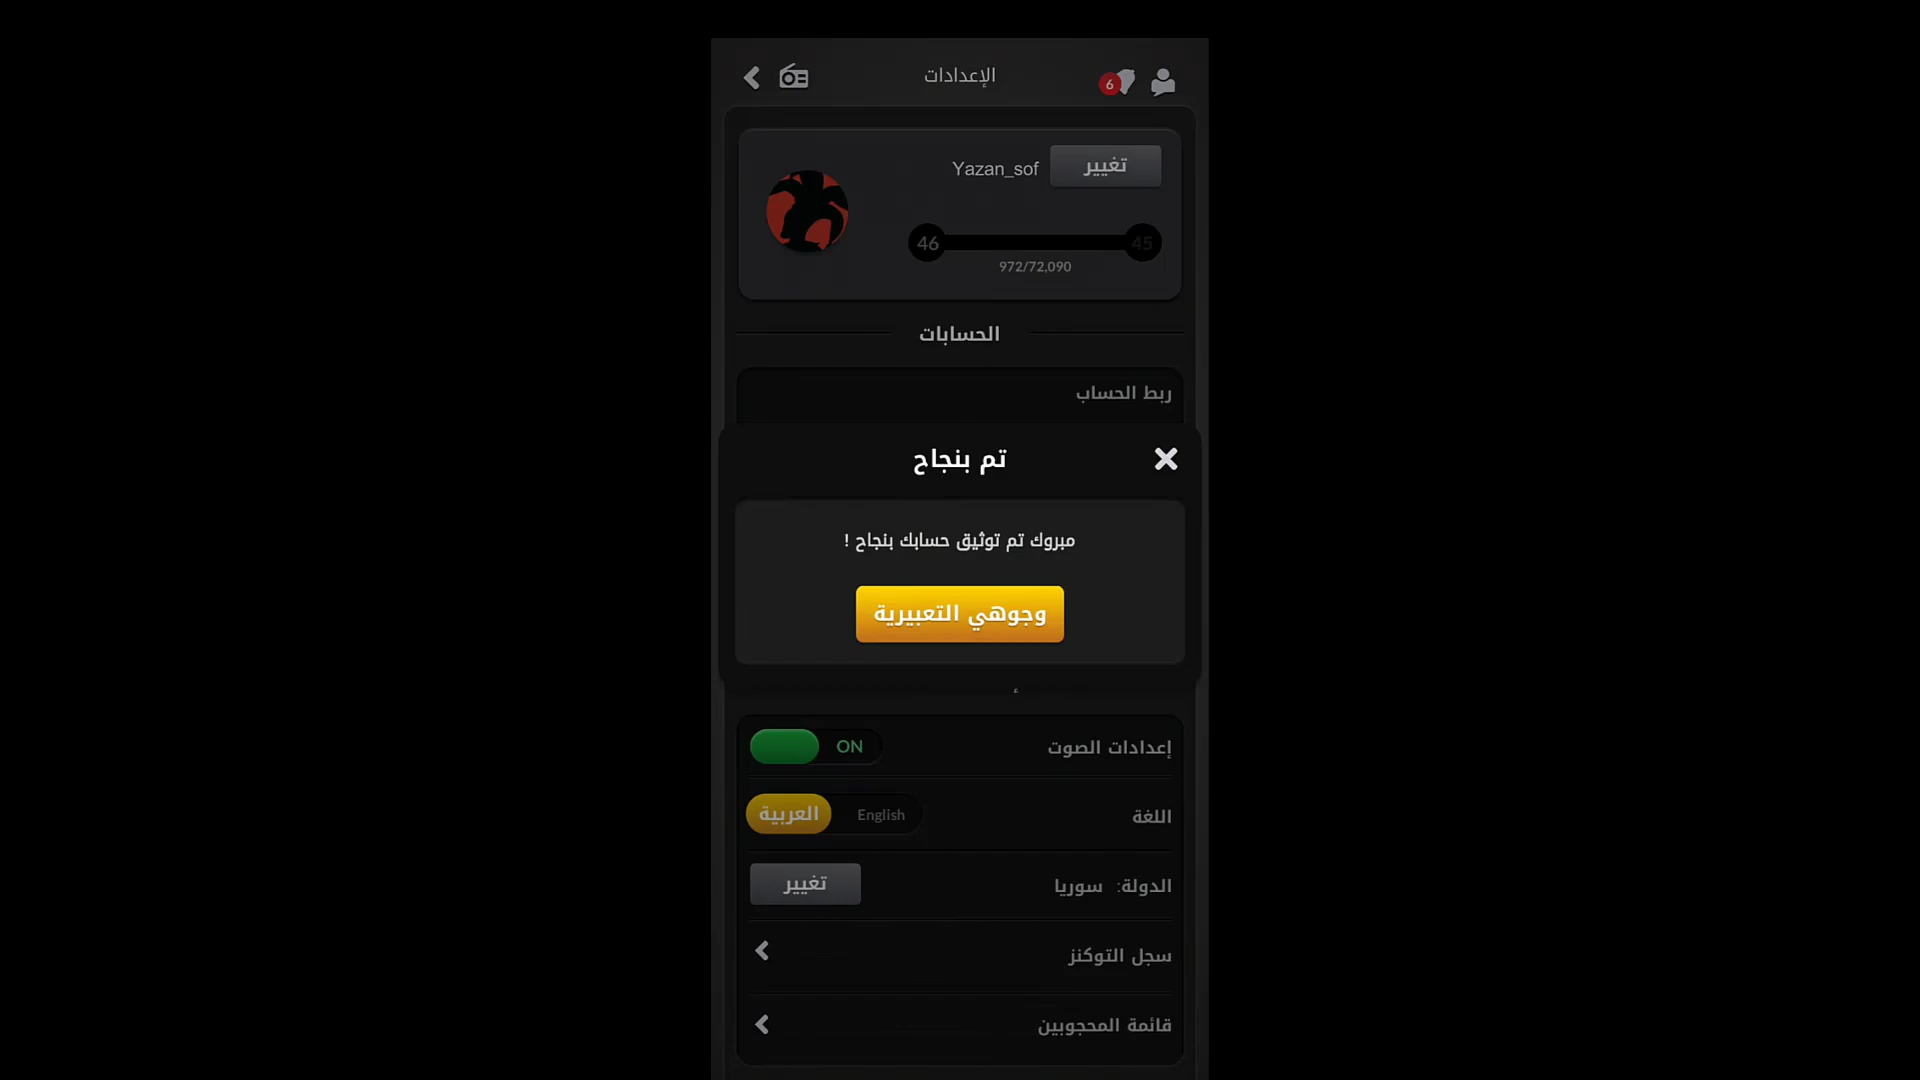 الإعدادات
6
Yazan_sof
تغيير
46
45
972/72,090
الحسابات
ربط الحساب
تم بنجاح
مبروك تم توثيق حسابك بنجاح !
وجوهي التعبيرية
إعدادات الصوت
ON
اللغة
English
العربية
الدولة: سوريا
تغيير
سجل التوكنز
قائمة المحجوبين